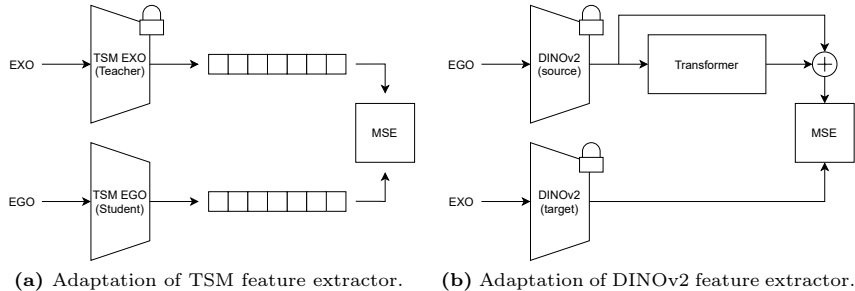 EXO
TSM EXO
(Teacher)
MSE
EGO
TSM EGO
(Student)
(a) Adaptation of TSM feature extractor.
EGO
DINOv2
(source)
Transformer
MSE
EXO
DINOv2
(target)
(b) Adaptation of DINOv2 feature extractor.